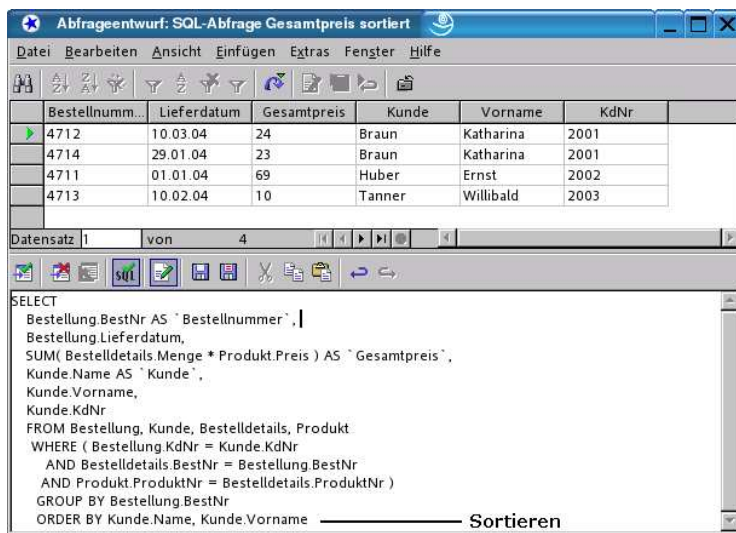 Abfrageentwurf: SQL-Abfrage Gesamtpreis sortiert
Datei Bearbeiten Ansicht Einfügen Extras Fenster Hilfe
Bestellnumm... Lieferdatum Gesamtpreis Kunde Vorname KdNr
4712 10.03.04 24 Braun Katharina 2001
4714 29.01.04 23 Braun Katharina 2001
4711 01.01.04 69 Huber Ernst 2002
4713 10.02.04 10 Tanner Willibald 2003
Datensatz 1 von 4
SQL
SELECT
Bestellung.BestNr AS `Bestellnummer`,
Bestellung.Lieferdatum,
SUM( Bestelldetails.Menge * Produkt.Preis ) AS `Gesamtpreis`,
Kunde.Name AS `Kunde`,
Kunde.Vorname,
Kunde.KdNr
FROM Bestellung, Kunde, Bestelldetails, Produkt
WHERE ( Bestellung.KdNr = Kunde.KdNr
AND Bestelldetails.BestNr = Bestellung.BestNr
AND Produkt.ProduktNr = Bestelldetails.ProduktNr )
GROUP BY Bestellung.BestNr
ORDER BY Kunde.Name, Kunde.Vorname Sortieren